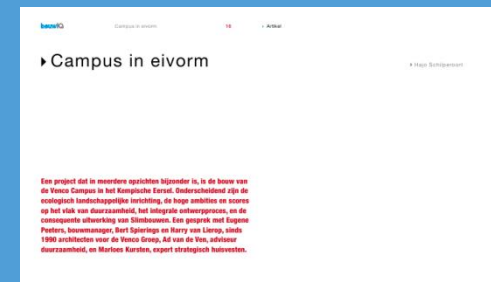 bouwIQ
Campus in eivorm
14
Artikel
Campus in eivorm
Hajo Schilperoort
Een project dat in meerdere opzichten bijzonder is, is de bouw van
de Venco Campus in het Kempische Eersel. Onderscheidend zijn de
ecologisch landschappelijke inrichting, de hoge ambities en scores
op het vlak van duurzaamheid, het integrale ontwerpproces, en de
consequente uitwerking van Slimbouwen. Een gesprek met Eugene
Peeters, bouwmanager, Bert Spierings en Harry van Lierop, sinds
1990 architecten voor de Venco Groep, Ad van de Ven, adviseur
duurzaamheid, en Marloes Kursten, expert strategisch huisvesten.